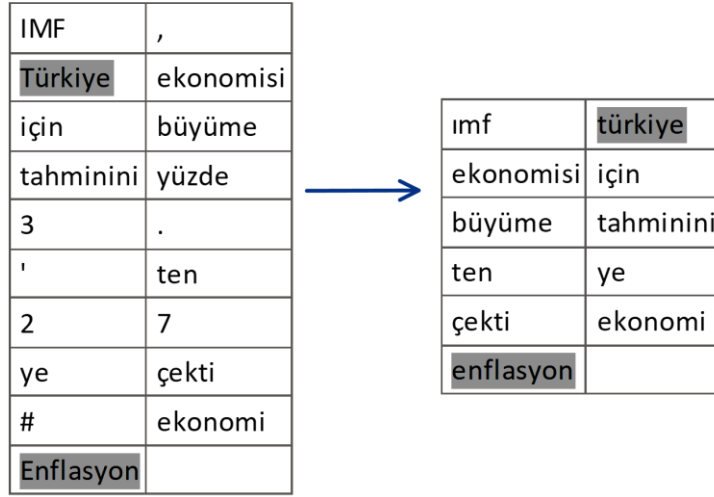 IMF ,
Türkiye ekonomisi
için büyüme
tahminini yüzde
3 .
' ten
2 7
ye çekti
# ekonomi
Enflasyon
ımf türkiye
ekonomisi için
büyüme tahminini
ten ye
çekti ekonomi
enflasyon